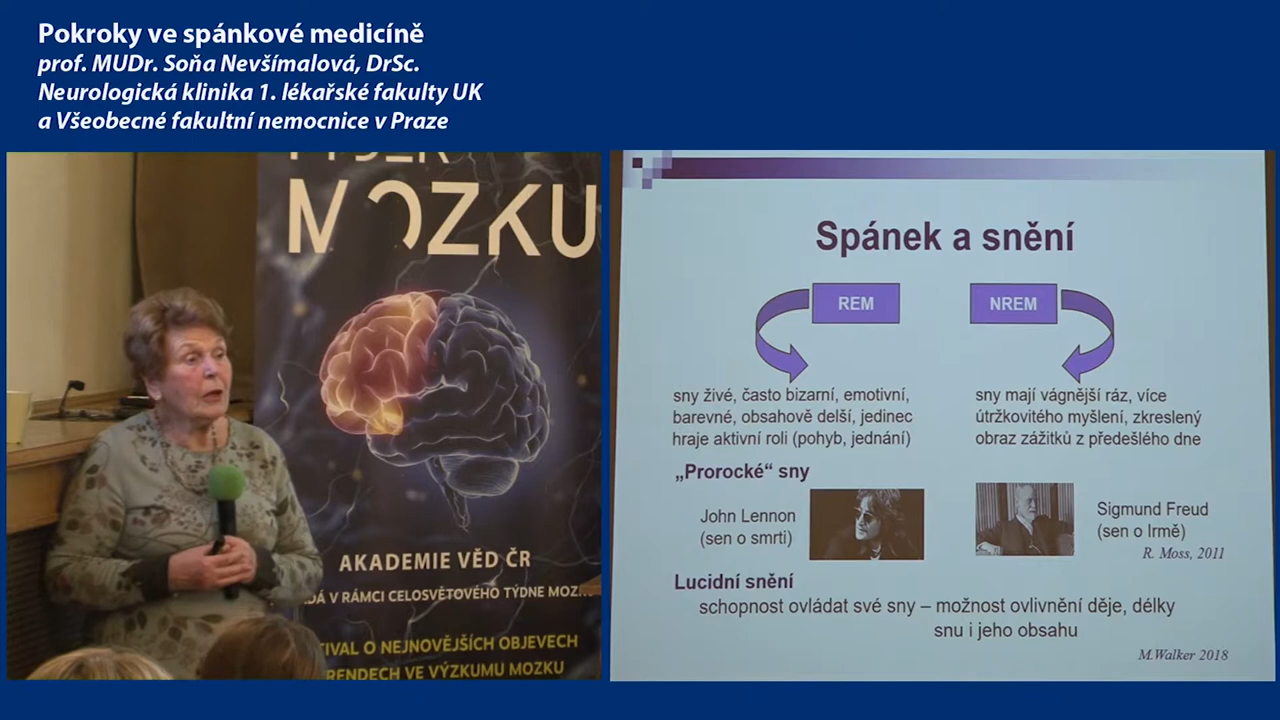 Pokroky ve spánkové medicíně
prof. MUDr. Soňa Nevšímalová, DrSc.
Neurologická klinika 1. lékařské fakulty UK
a Všeobecné fakultní nemocnice v Praze
MOZKU
AKADEMIE VĚD ČR
V RÁMCI CELOSVĚTOVÉHO TÝDNE
O NEJNOVĚJŠÍCH OBJEVECH
VE VÝZKUMU MOZKU
Spánek a snění
REM
NREM
sny živé, často bizarní, emotivní,
barevné, obsahově delší, jedinec
hraje aktivní roli (pohyb, jednání)
sny mají vágnější ráz, více
útržkovitého myšlení, zkreslený
obraz zážitků z předešlého dne
„Prorocké“ sny
John Lennon
(sen o smrti)
Sigmund Freud
(sen o Irmě)
R. Moss, 2011
Lucidní snění
schopnost ovládat své sny – možnost ovlivnění děje, délky
snu i jeho obsahu
M.Walker 2018